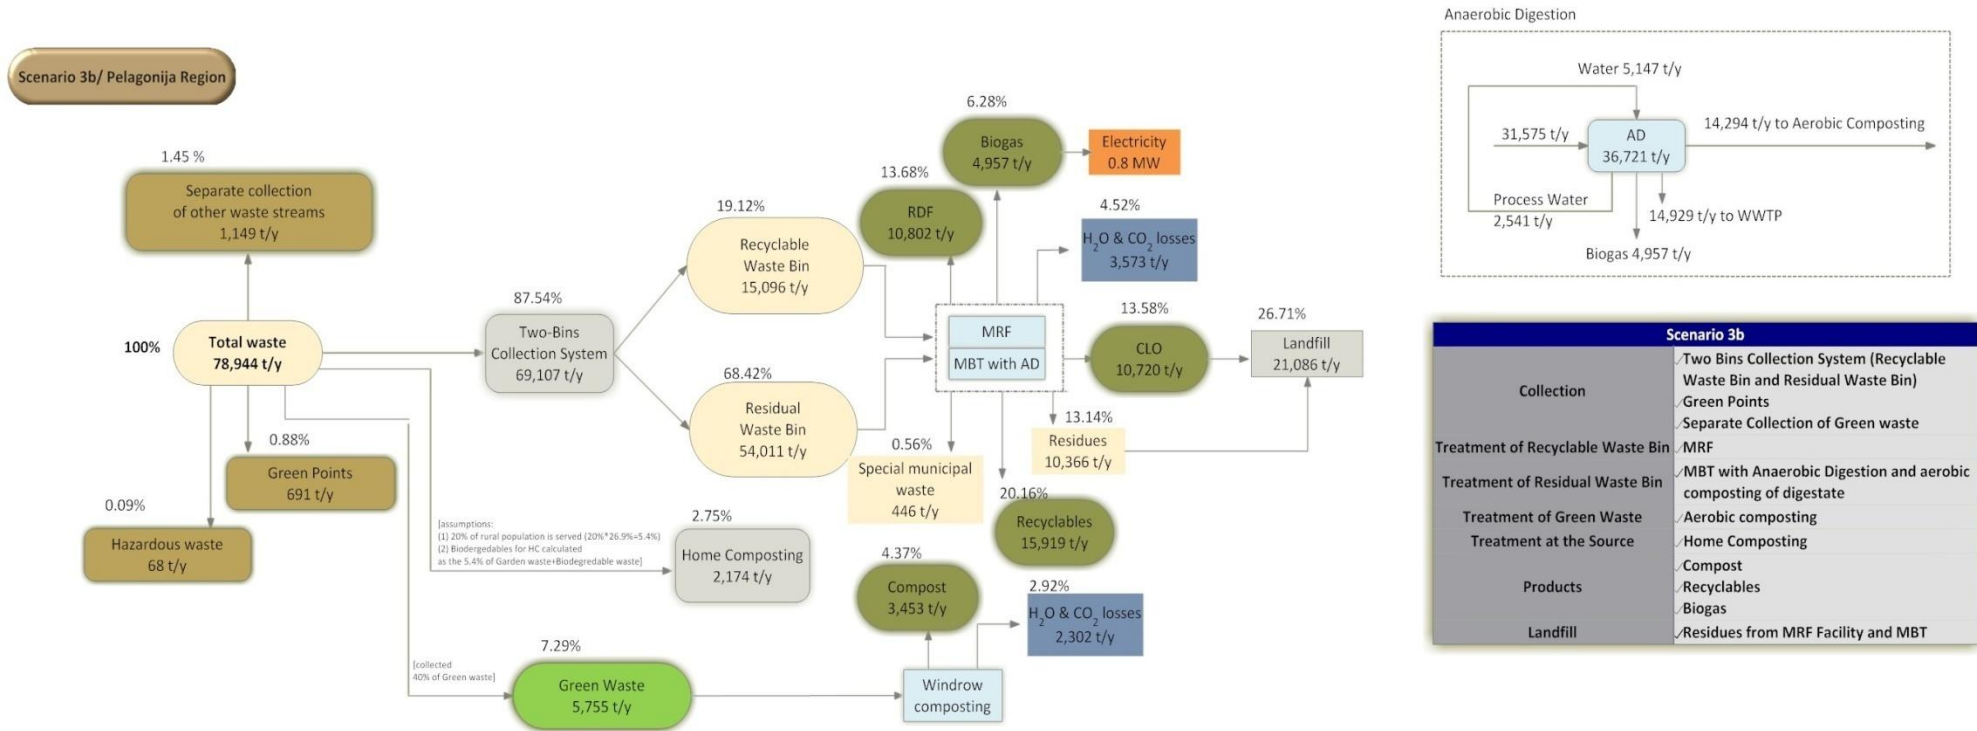 Scenario 3b/ Pelagonija Region
1.45 %
Separate collection
of other waste streams
1,149 t/y
100%
Total waste
78,944 t/y
0.88%
Green Points
691 t/y
0.09%
Hazardous waste
68 t/y
87.54%
Two-Bins
Collection System
69,107 t/y
19.12%
Recyclable
Waste Bin
15,096 t/y
68.42%
Residual
Waste Bin
54,011 t/y
[assumptions:
(1) 20% of rural population is served (20%*26.9%=5.4%)
(2) Biodergedables for HC calculated
as the 5.4% of Garden waste+Biodegredable waste]
2.75%
Home Composting
2,174 t/y
[collected
40% of Green waste]
7.29%
Green Waste
5,755 t/y
6.28%
Biogas
4,957 t/y
Electricity
0.8 MW
13.68%
RDF
10,802 t/y
4.52%
H2O & CO2 losses
3,573 t/y
MRF
MBT with AD
13.58%
CLO
10,720 t/y
26.71%
Landfill
21,086 t/y
13.14%
Residues
10,366 t/y
0.56%
Special municipal
waste
446 t/y
20.16%
Recyclables
15,919 t/y
4.37%
Compost
3,453 t/y
2.92%
H2O & CO2 losses
2,302 t/y
Windrow
composting
Anaerobic Digestion
Water 5,147 t/y
31,575 t/y
AD
36,721 t/y
14,294 t/y to Aerobic Composting
Process Water
2,541 t/y
14,929 t/y to WWTP
Biogas 4,957 t/y
Scenario 3b
Collection
✓Two Bins Collection System (Recyclable
Waste Bin and Residual Waste Bin)
✓Green Points
✓Separate Collection of Green waste
Treatment of Recyclable Waste Bin ✓MRF
Treatment of Residual Waste Bin
✓MBT with Anaerobic Digestion and aerobic
composting of digestate
Treatment of Green Waste ✓Aerobic composting
Treatment at the Source ✓Home Composting
Products
✓Compost
✓Recyclables
✓Biogas
Landfill ✓Residues from MRF Facility and MBT